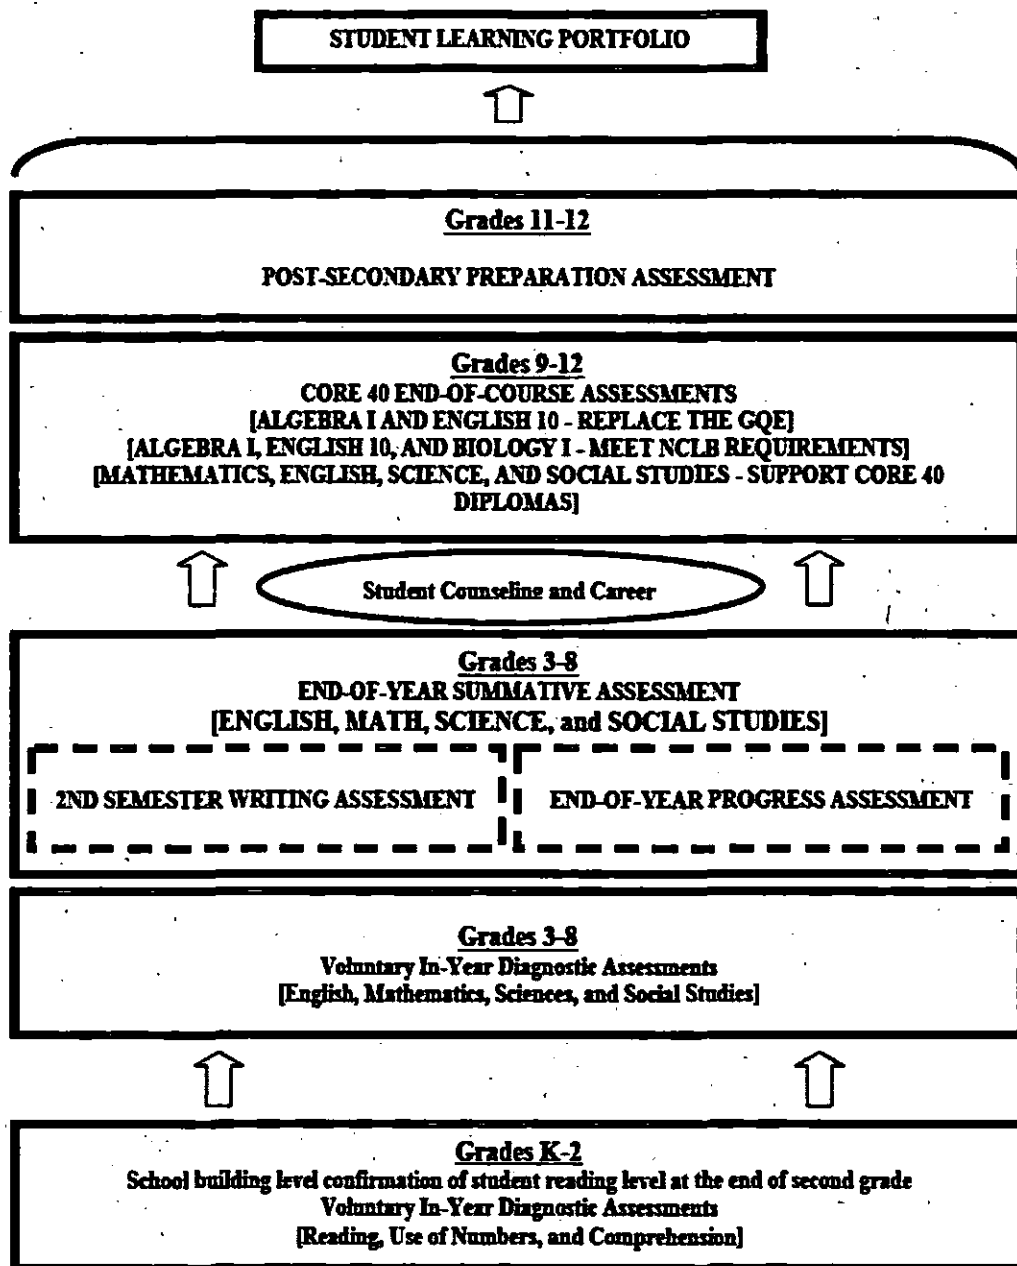 STUDENT LEARNING PORTFOLIO
Grades 11-12
POST-SECONDARY PREPARATION ASSESSMENT
Grades 9-12
CORE 40 END-OF-COURSE ASSESSMENTS
[ALGEBRA I AND ENGLISH 10 - REPLACE THE GQE]
[ALGEBRA I, ENGLISH 10, AND BIOLOGY I - MEET NCLB REQUIREMENTS]
[MATHEMATICS, ENGLISH, SCIENCE, AND SOCIAL STUDIES - SUPPORT CORE 40
DIPLOMAS]
Student Counseling and Career
Grades 3-8
END-OF-YEAR SUMMATIVE ASSESSMENT
[ENGLISH, MATH, SCIENCE, and SOCIAL STUDIES]
2ND SEMESTER WRITING ASSESSMENT
END-OF-YEAR PROGRESS ASSESSMENT
Grades 3-8
Voluntary In-Year Diagnostic Assessments
[English, Mathematics, Sciences, and Social Studies]
Grades K-2
School building level confirmation of student reading level at the end of second grade
Voluntary In-Year Diagnostic Assessments
[Reading, Use of Numbers, and Comprehension]